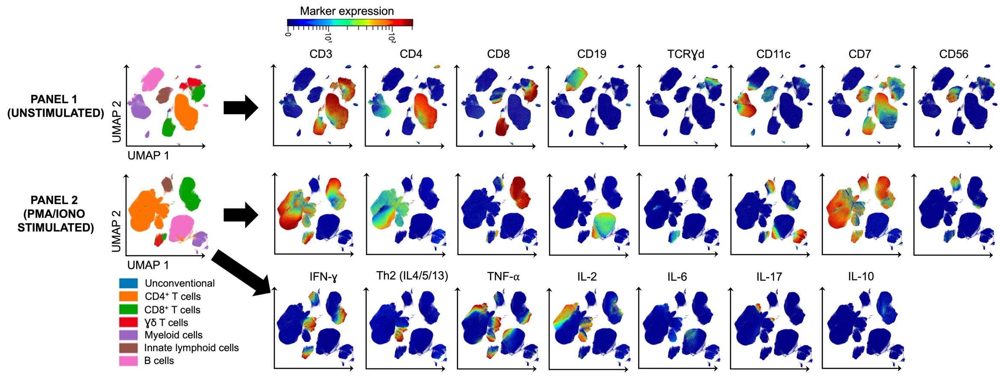 Marker expression
0 10¹ 10²
CD3 CD4 CD8 CD19 TCRƔd CD11c CD7 CD56
PANEL 1
(UNSTIMULATED)
UMAP 2
UMAP 1
PANEL 2
(PMA/IONO
STIMULATED)
UMAP 2
UMAP 1
IFN-ɣ Th2 (IL4/5/13) TNF-α IL-2 IL-6 IL-17 IL-10
Unconventional
CD4⁺ T cells
CD8⁺ T cells
Ɣδ T cells
Myeloid cells
Innate lymphoid cells
B cells